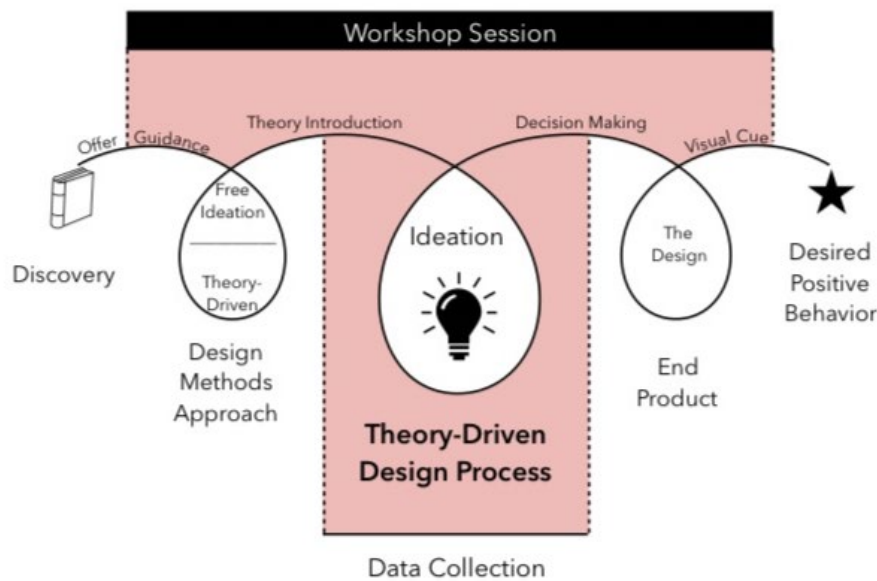 Workshop Session
Offer Guidance
Theory Introduction
Decision Making
Visual Cue
Discovery
Free
Ideation
Theory-
Driven
Design
Methods
Approach
Ideation
Theory-Driven
Design Process
The
Design
End
Product
Desired
Positive
Behavior
Data Collection